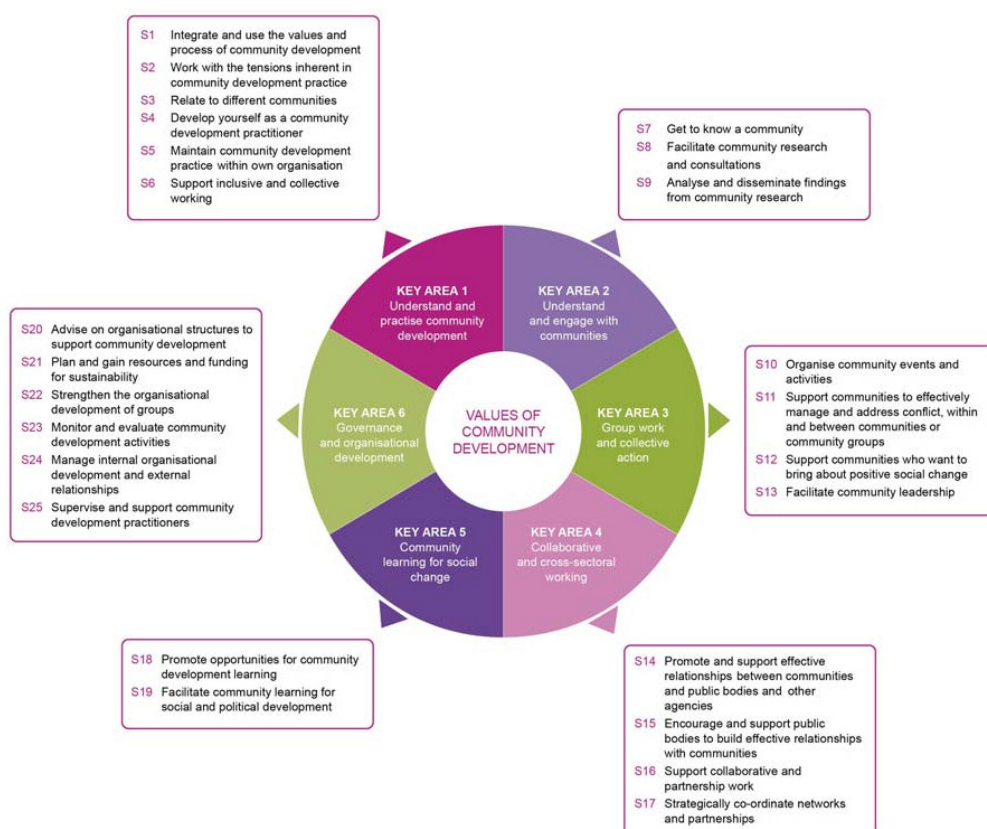 S1 Integrate and use the values and
process of community development
S2 Work with the tensions inherent in
community development practice
S3 Relate to different communities
S4 Develop yourself as a community
development practitioner
S5 Maintain community development
practice within own organisation
S6 Support inclusive and collective
working
S7 Get to know a community
S8 Facilitate community research
and consultations
S9 Analyse and disseminate findings
from community research
KEY AREA 1
Understand and
practise community
development
KEY AREA 2
Understand
and engage with
communities
S20 Advise on organisational structures to
support community development
S21 Plan and gain resources and funding
for sustainability
S22 Strengthen the organisational
development of groups
S23 Monitor and evaluate community
development activities
S24 Manage internal organisational
development and external
relationships
S25 Supervise and support community
development practitioners
KEY AREA 6
Governance
and organisational
development
VALUES OF
COMMUNITY
DEVELOPMENT
KEY AREA 3
Group work
and collective
action
S10 Organise community events and
activities
S11 Support communities to effectively
manage and address conflict, within
and between communities or
community groups
S12 Support communities who want to
bring about positive social change
S13 Facilitate community leadership
KEY AREA 5
Community
learning for social
change
KEY AREA 4
Collaborative
and cross-sectoral
working
S18 Promote opportunities for community
development learning
S19 Facilitate community learning for
social and political development
S14 Promote and support effective
relationships between communities
and public bodies and other
agencies
S15 Encourage and support public
bodies to build effective relationships
with communities
S16 Support collaborative and
partnership work
S17 Strategically co-ordinate networks
and partnerships